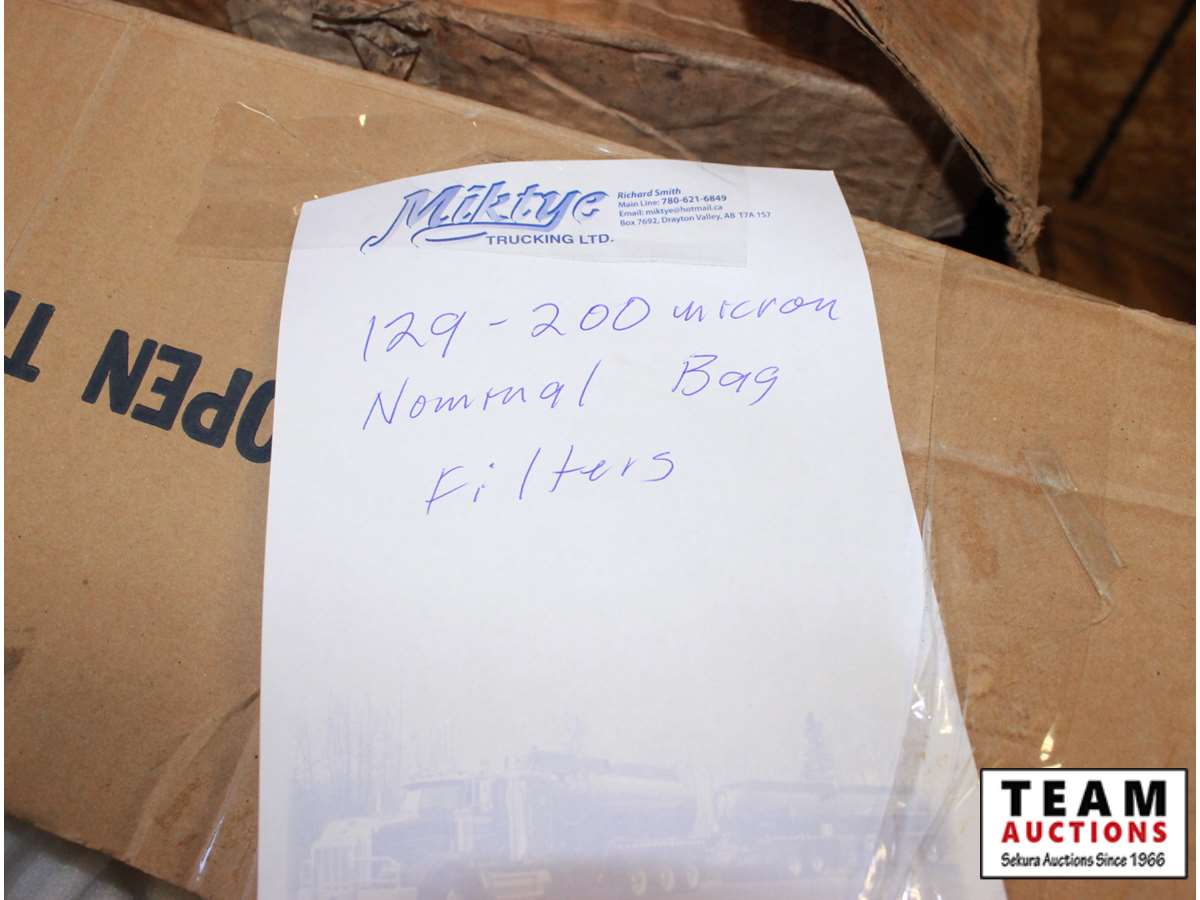 Miktye
TRUCKING LTD.
Richard Smith
Main Line: 780-621-6849
Email: miktye@hotmail.ca
Box 7692, Drayton Valley, AB T7A 1S7
129 - 200 micron
Nominal Bag
Filters
OPEN T
TEAM
AUCTIONS
Sekura Auctions Since 1966